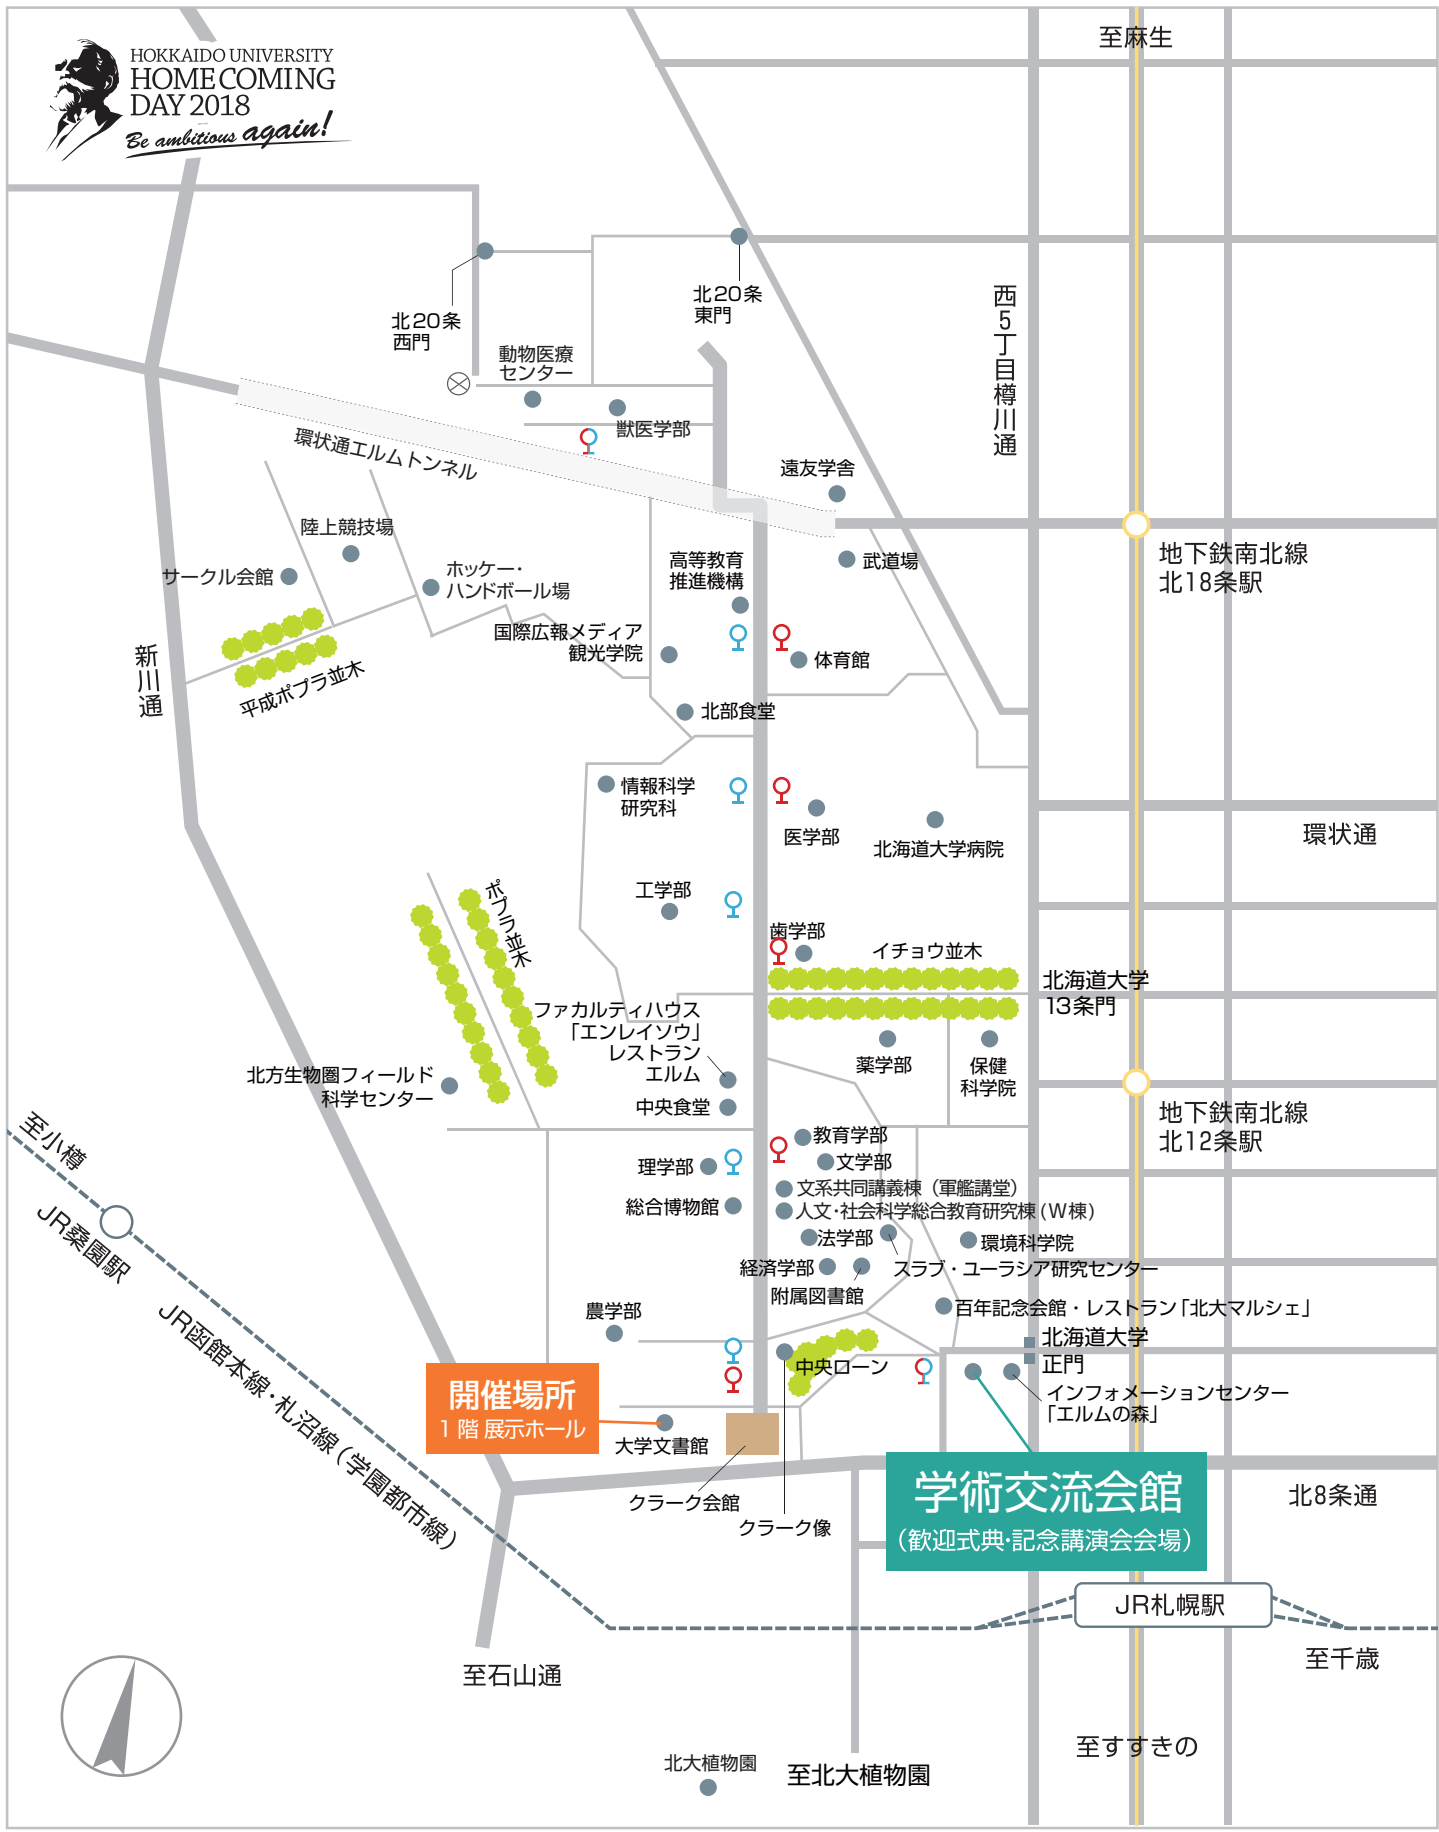 HOKKAIDO UNIVERSITY
HOME COMING
DAY 2018
Be ambitious again!
至麻生
北20条
西門
北20条
東門
西5丁目樽川通
動物医療
センター
獣医学部
環状通エルムトンネル
遠友学舎
陸上競技場
サークル会館
ホッケー・
ハンドボール場
高等教育
推進機構
武道場
地下鉄南北線
北18条駅
国際広報メディア
観光学院
体育館
新川通
平成ポプラ並木
北部食堂
情報科学
研究科
医学部
北海道大学病院
環状通
工学部
ポプラ並木
歯学部
イチョウ並木
北海道大学
13条門
ファカルティハウス
「エンレイソウ」
レストラン
エルム
薬学部
保健
科学院
北方生物圏フィールド
科学センター
中央食堂
地下鉄南北線
北12条駅
至小樽
JR桑園駅
教育学部
理学部
文学部
文系共同講義棟（軍艦講堂）
総合博物館
人文・社会科学総合教育研究棟(W棟)
法学部
環境科学院
経済学部
スラブ・ユーラシア研究センター
附属図書館
農学部
百年記念会館・レストラン「北大マルシェ」
北海道大学
正門
中央ローン
JR函館本線・札沼線（学園都市線）
開催場所
1階 展示ホール
インフォメーションセンター
「エルムの森」
大学文書館
クラーク会館
クラーク像
学術交流会館
（歓迎式典・記念講演会会場）
北8条通
JR札幌駅
至千歳
至石山通
至すすきの
北大植物園
至北大植物園